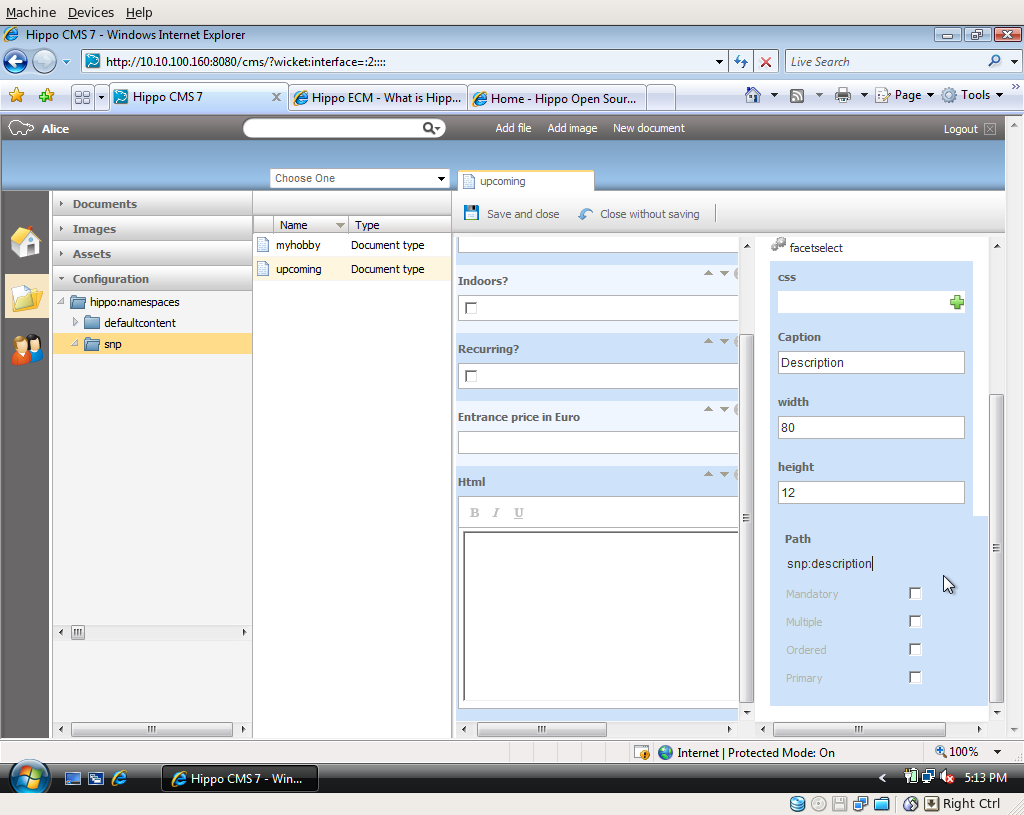 Machine Devices Help
Hippo CMS 7 - Windows Internet Explorer
http://10.10.100.160:8080/cms/?wicket:interface=:2::::
Live Search
Hippo CMS 7
Hippo ECM - What is Hipp...
Home - Hippo Open Sour...
Page
Tools
Alice
Add file Add image New document
Logout
Choose One
upcoming
Documents
Images
Assets
Configuration
hippo:namespaces
defaultcontent
snp
Name Type
myhobby Document type
upcoming Document type
Save and close Close without saving
Indoors?
Recurring?
Entrance price in Euro
Html
B I U
facetselect
css
Caption
Description
width
80
height
12
Path
snp:description
Mandatory
Multiple
Ordered
Primary
Internet | Protected Mode: On
100%
Hippo CMS 7 - Win...
5:13 PM
Right Ctrl